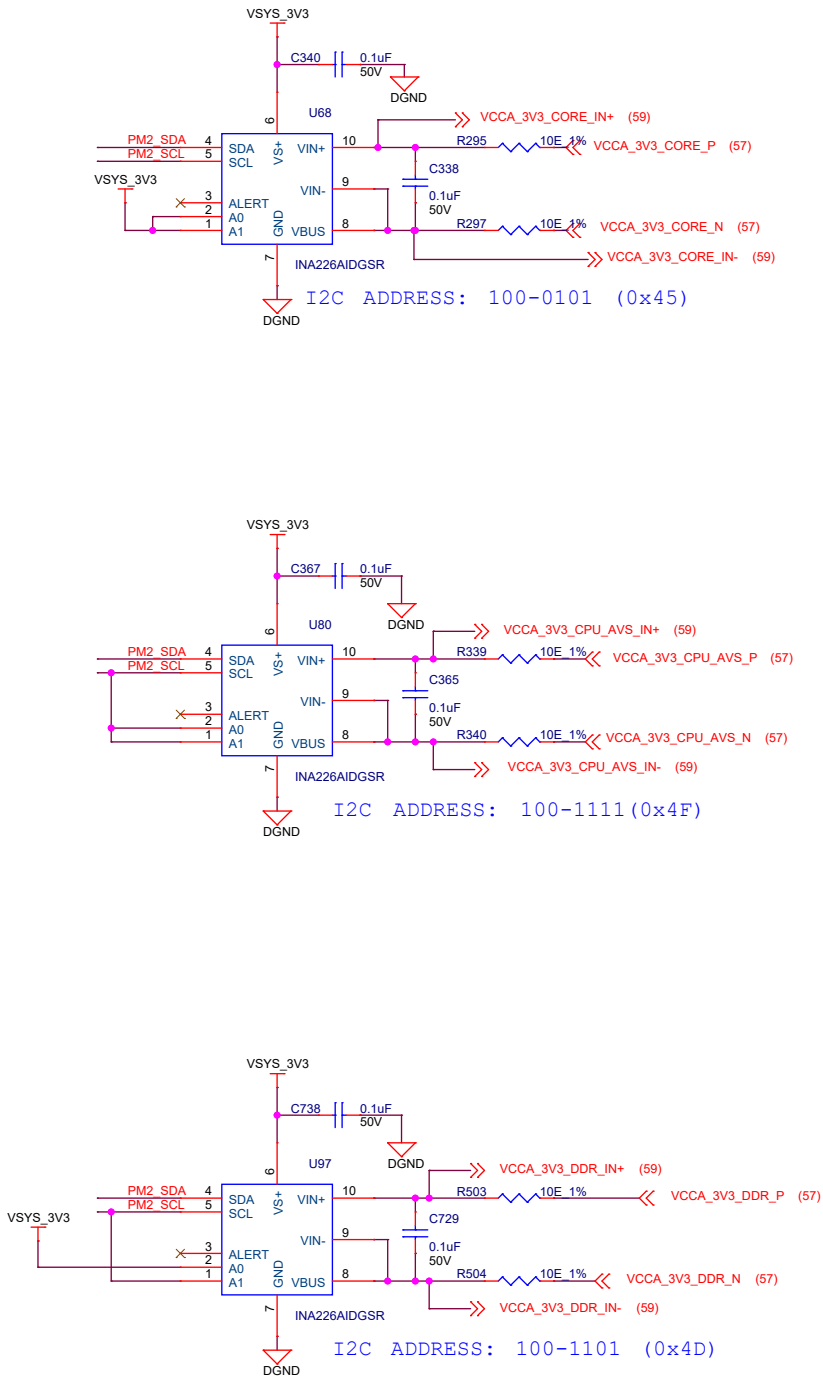 VSYS_3V3
C340 0.1uF
50V
DGND
U68
VCCA_3V3_CORE_IN+ (59)
6
PM2_SDA 4 SDA VS+ VIN+ 10 R295 10E_1% VCCA_3V3_CORE_P (57)
PM2_SCL 5 SCL
C338
VSYS_3V3
9 VIN-
0.1uF
50V
3 ALERT
2 A0
1 A1 GND VBUS 8 R297 10E_1% VCCA_3V3_CORE_N (57)
7
INA226AIDGSR
VCCA_3V3_CORE_IN- (59)
I2C ADDRESS: 100-0101 (0x45)
DGND
VSYS_3V3
C367 0.1uF
50V
DGND
U80
VCCA_3V3_CPU_AVS_IN+ (59)
6
PM2_SDA 4 SDA VS+ VIN+ 10 R339 10E_1% VCCA_3V3_CPU_AVS_P (57)
PM2_SCL 5 SCL
C365
9 VIN-
0.1uF
50V
3 ALERT
2 A0
1 A1 GND VBUS 8 R340 10E_1% VCCA_3V3_CPU_AVS_N (57)
7
INA226AIDGSR
VCCA_3V3_CPU_AVS_IN- (59)
I2C ADDRESS: 100-1111(0x4F)
DGND
VSYS_3V3
C738 0.1uF
50V
DGND
U97
VCCA_3V3_DDR_IN+ (59)
6
PM2_SDA 4 SDA VS+ VIN+ 10 R503 10E_1% VCCA_3V3_DDR_P (57)
PM2_SCL 5 SCL
VSYS_3V3
C729
9 VIN-
0.1uF
50V
3 ALERT
2 A0
1 A1 GND VBUS 8 R504 10E_1% VCCA_3V3_DDR_N (57)
7
INA226AIDGSR
VCCA_3V3_DDR_IN- (59)
I2C ADDRESS: 100-1101 (0x4D)
DGND